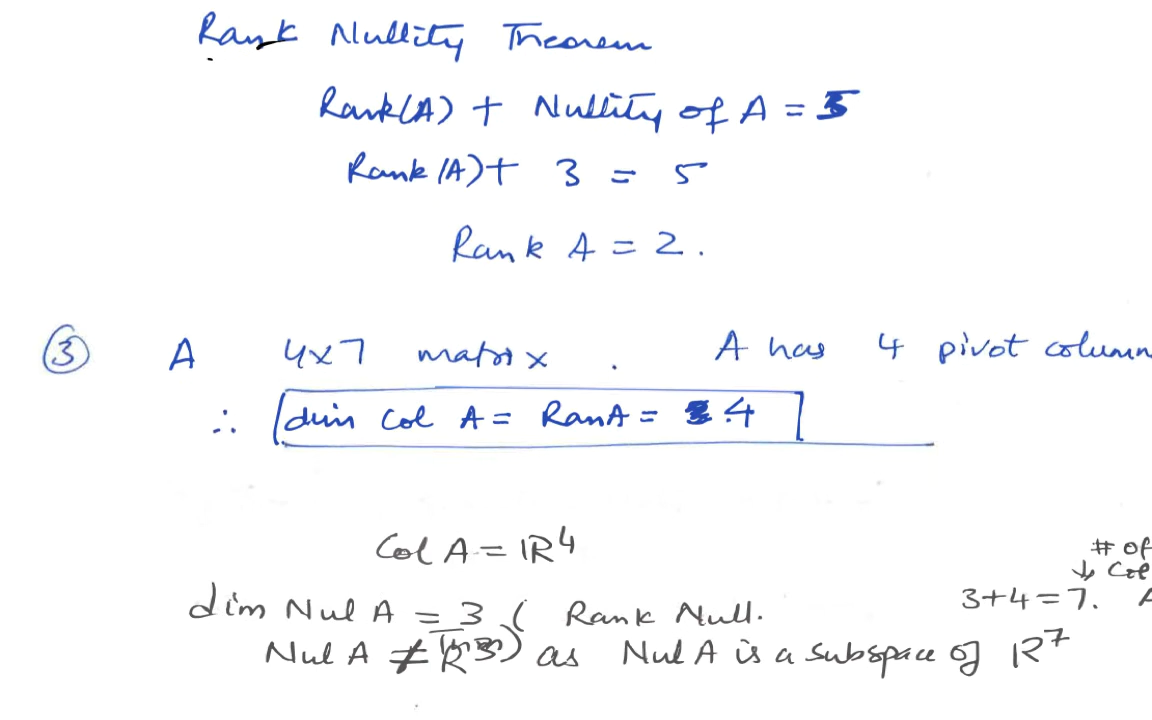 Rank Nullity Theorem
Rank(A) + Nullity of A = 5
Rank (A) + 3 = 5
Rank A = 2.
③ A 4x7 matrix . A has 4 pivot column
∴ dim Col A = RanA = 4
Col A = ℝ⁴
# of
↓ Col
dim Nul A = 3 ( Rank Null. 3+4=7. A
Nul A ≠ ℝ³) as Nul A is a subspace of ℝ⁷